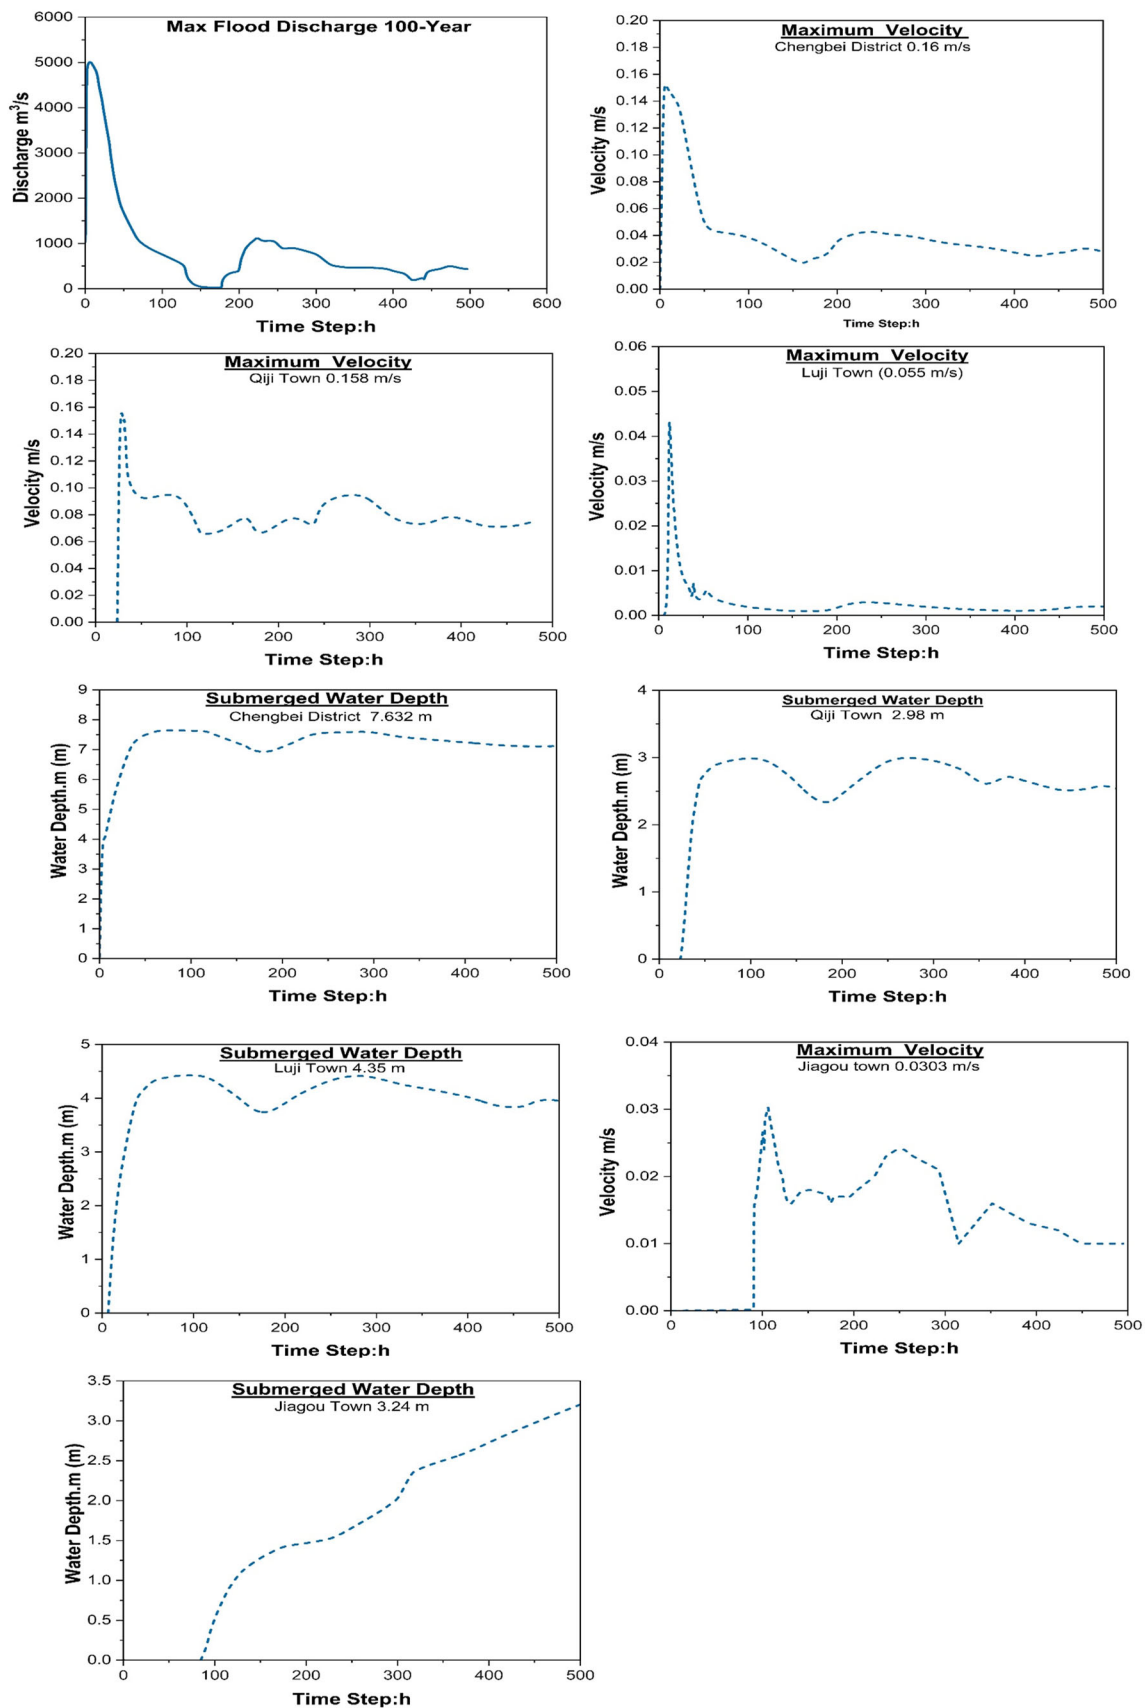 Max Flood Discharge 100-Year
6000
5000
4000
3000
2000
1000
0
Discharge m³/s
0 100 200 300 400 500 600
Time Step:h
Maximum Velocity
Chengbei District 0.16 m/s
0.20
0.18
0.16
0.14
0.12
0.10
0.08
0.06
0.04
0.02
0.00
Velocity m/s
0 100 200 300 400 500
Time Step:h
Maximum Velocity
Qiji Town 0.158 m/s
0.20
0.18
0.16
0.14
0.12
0.10
0.08
0.06
0.04
0.02
0.00
Velocity m/s
0 100 200 300 400 500
Time Step:h
Maximum Velocity
Luji Town (0.055 m/s)
0.06
0.05
0.04
0.03
0.02
0.01
0.00
Velocity m/s
0 100 200 300 400 500
Time Step:h
Submerged Water Depth
Chengbei District 7.632 m
9
8
7
6
5
4
3
2
1
0
Water Depth.m (m)
0 100 200 300 400 500
Time Step:h
Submerged Water Depth
Qiji Town 2.98 m
4
3
2
1
0
Water Depth.m (m)
0 100 200 300 400 500
Time Step:h
Submerged Water Depth
Luji Town 4.35 m
5
4
3
2
1
0
Water Depth.m (m)
0 100 200 300 400 500
Time Step:h
Maximum Velocity
Jiagou town 0.0303 m/s
0.04
0.03
0.02
0.01
0.00
Velocity m/s
0 100 200 300 400 500
Time Step:h
Submerged Water Depth
Jiagou Town 3.24 m
3.5
3.0
2.5
2.0
1.5
1.0
0.5
0.0
Water Depth.m (m)
0 100 200 300 400 500
Time Step:h